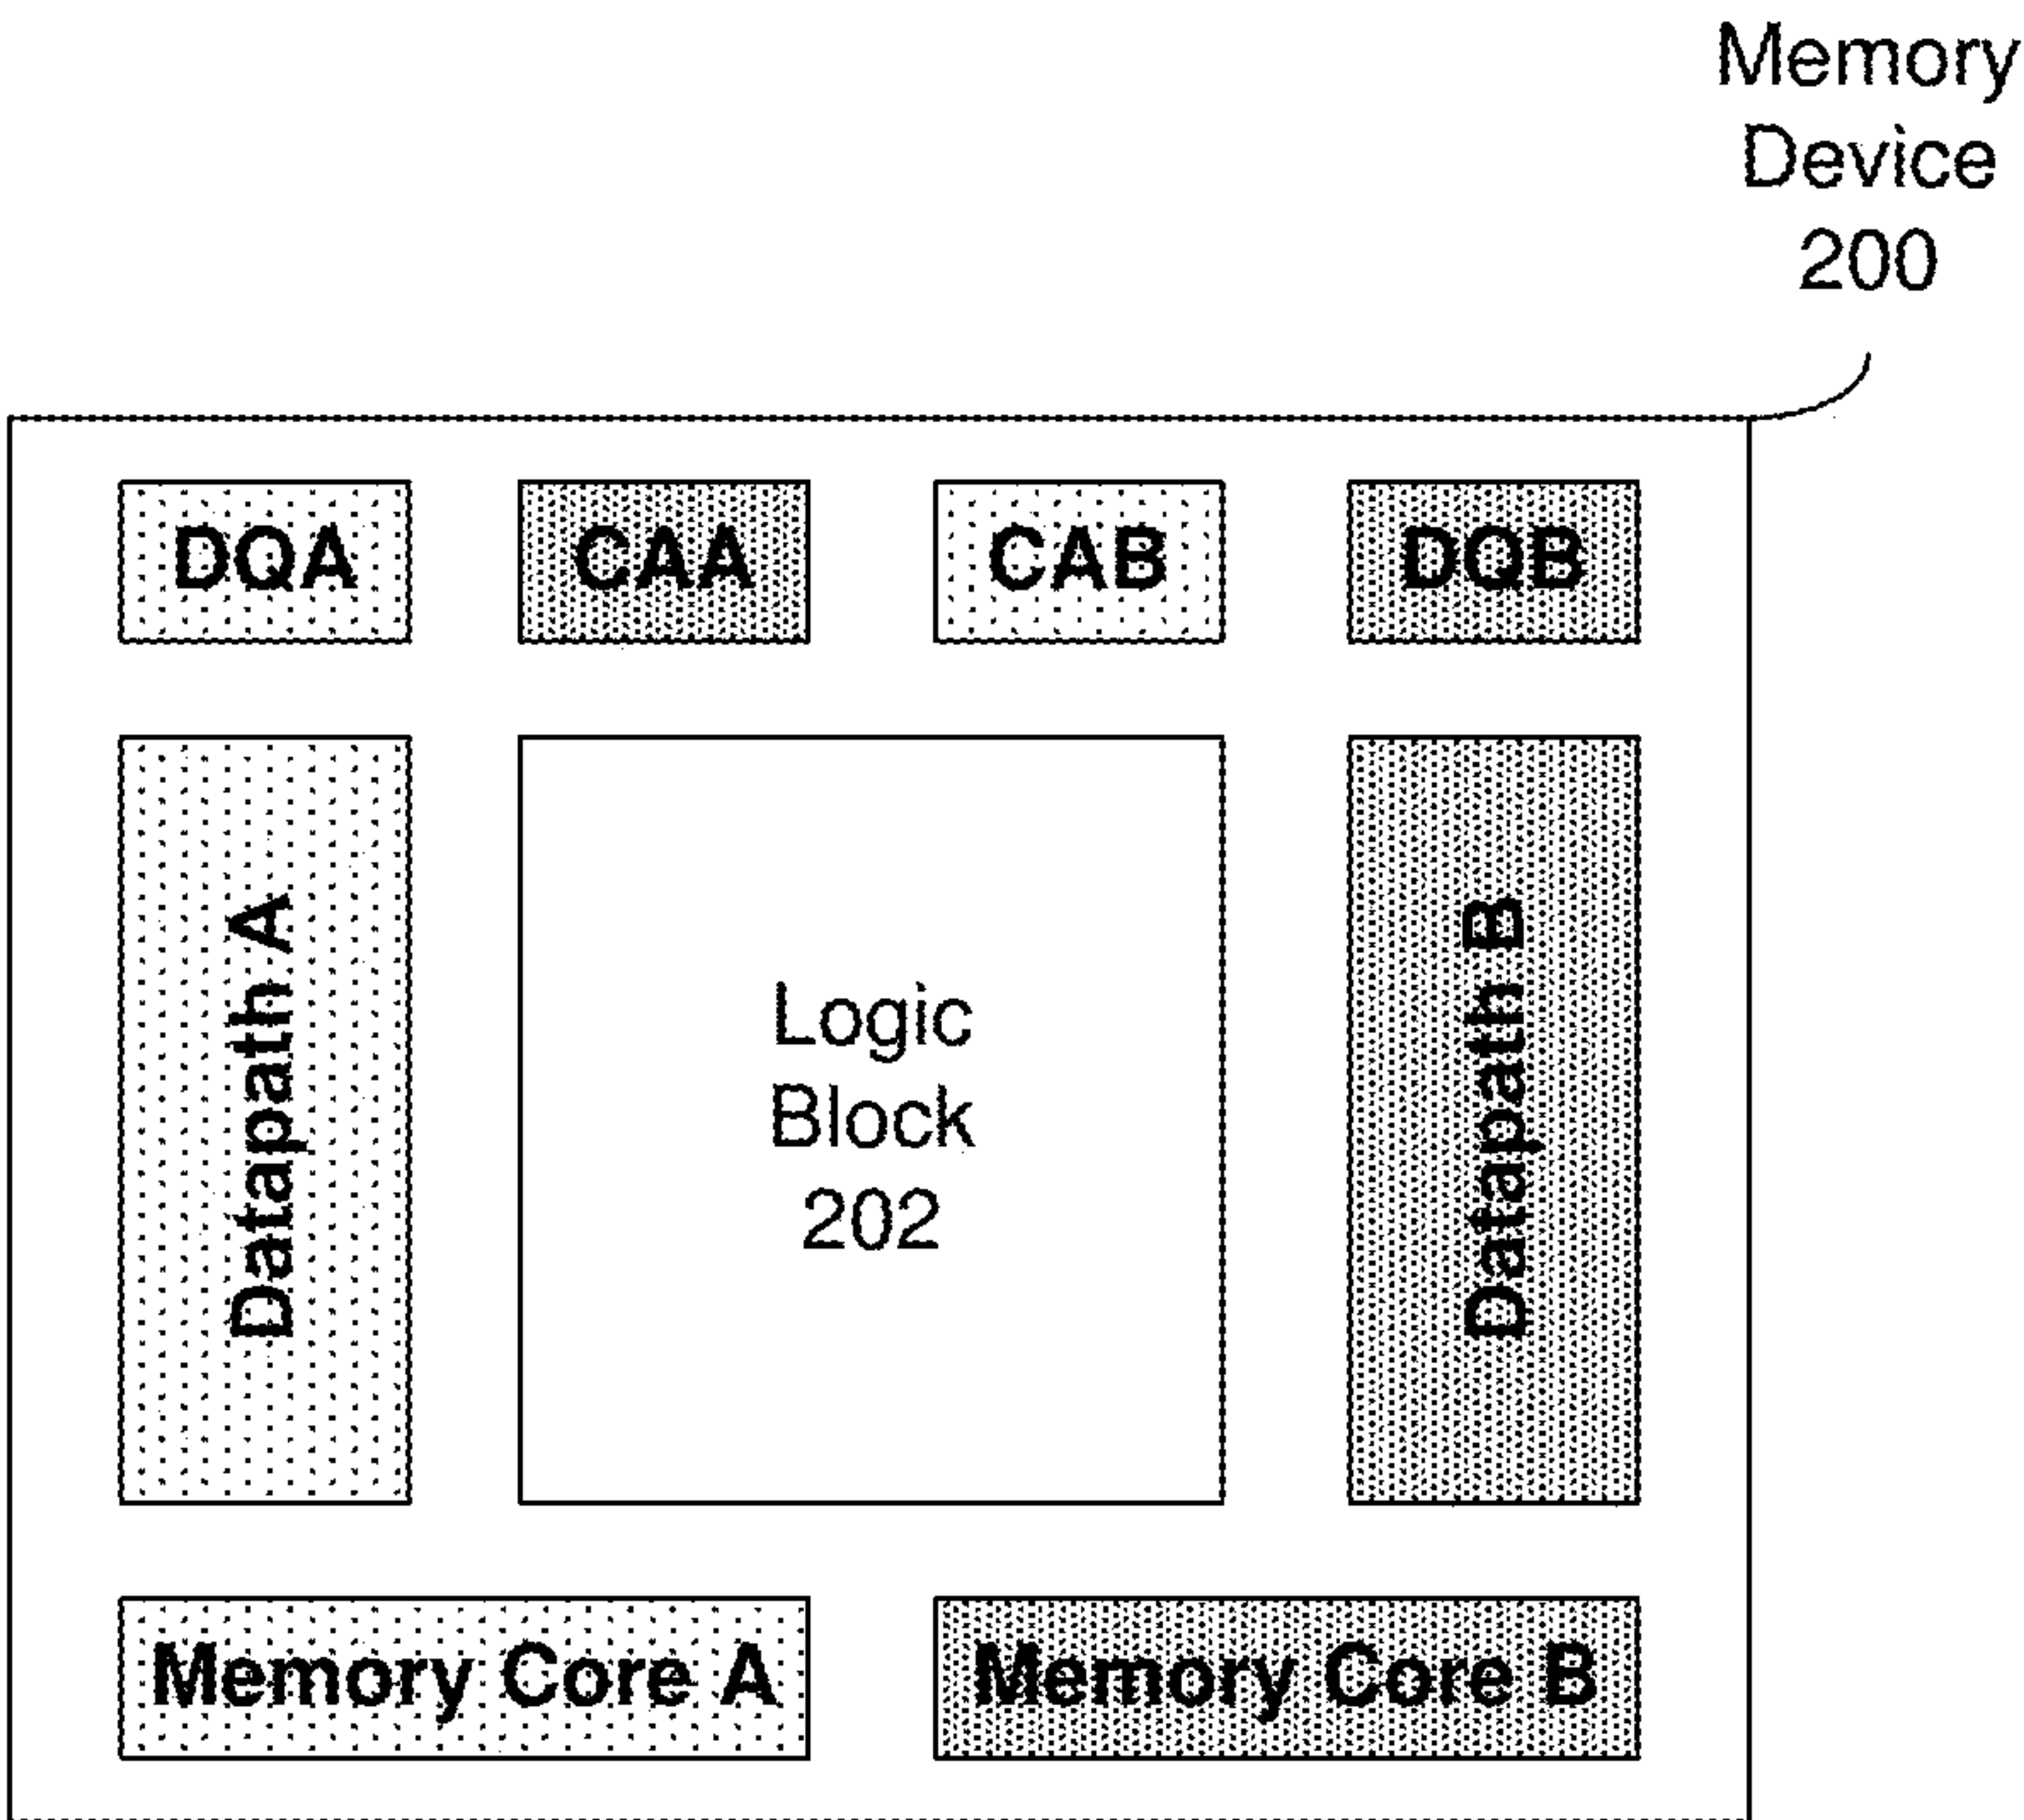 Memory
Device
200
DQA
CAA
CAB
DQB
Datapath A
Logic
Block
202
Datapath B
Memory Core A
Memory Core B